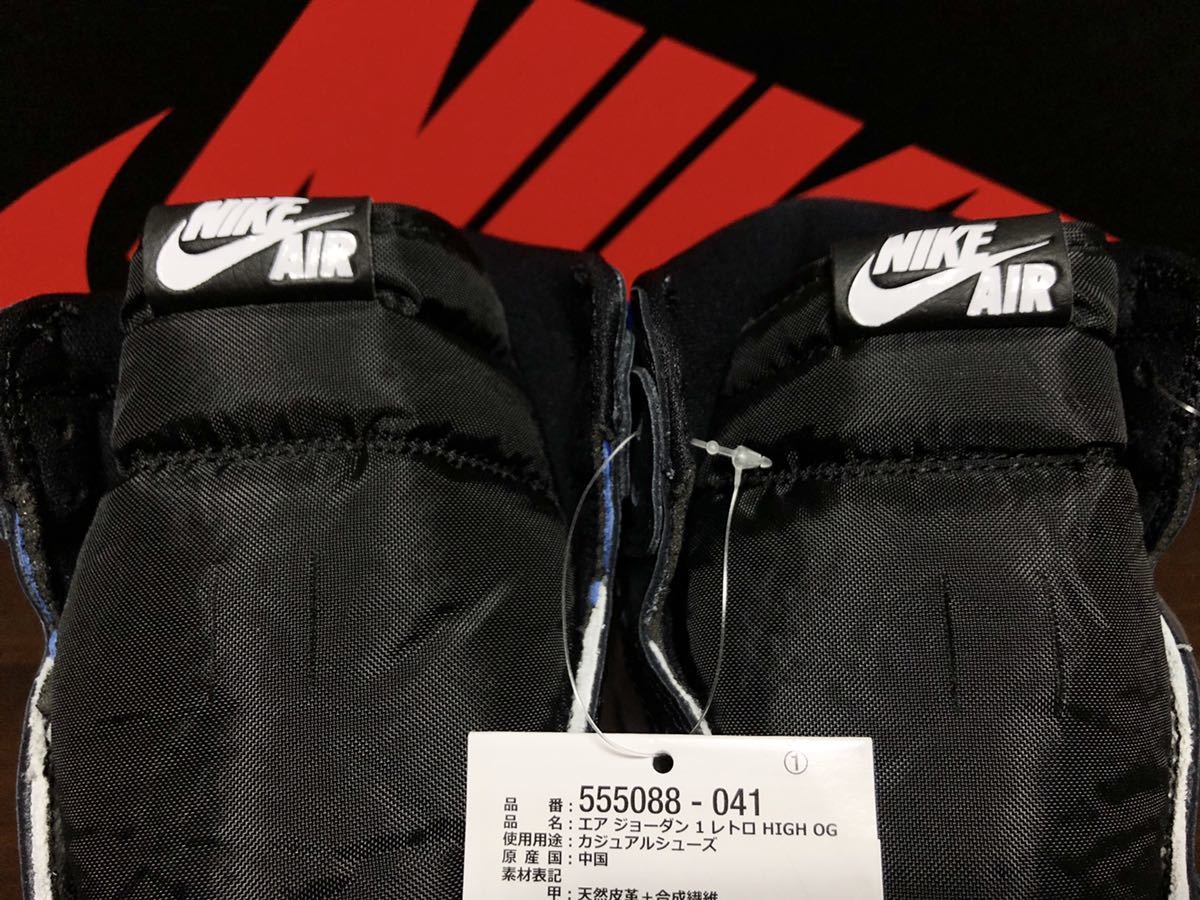 NIKE
AIR
NIKE
AIR
①
品 番 : 555088 - 041
品 名 : エア ジョーダン 1 レトロ HIGH OG
使用用途 : カジュアルシューズ
原 産 国 : 中国
素材表記
甲 : 天然皮革+合成繊維